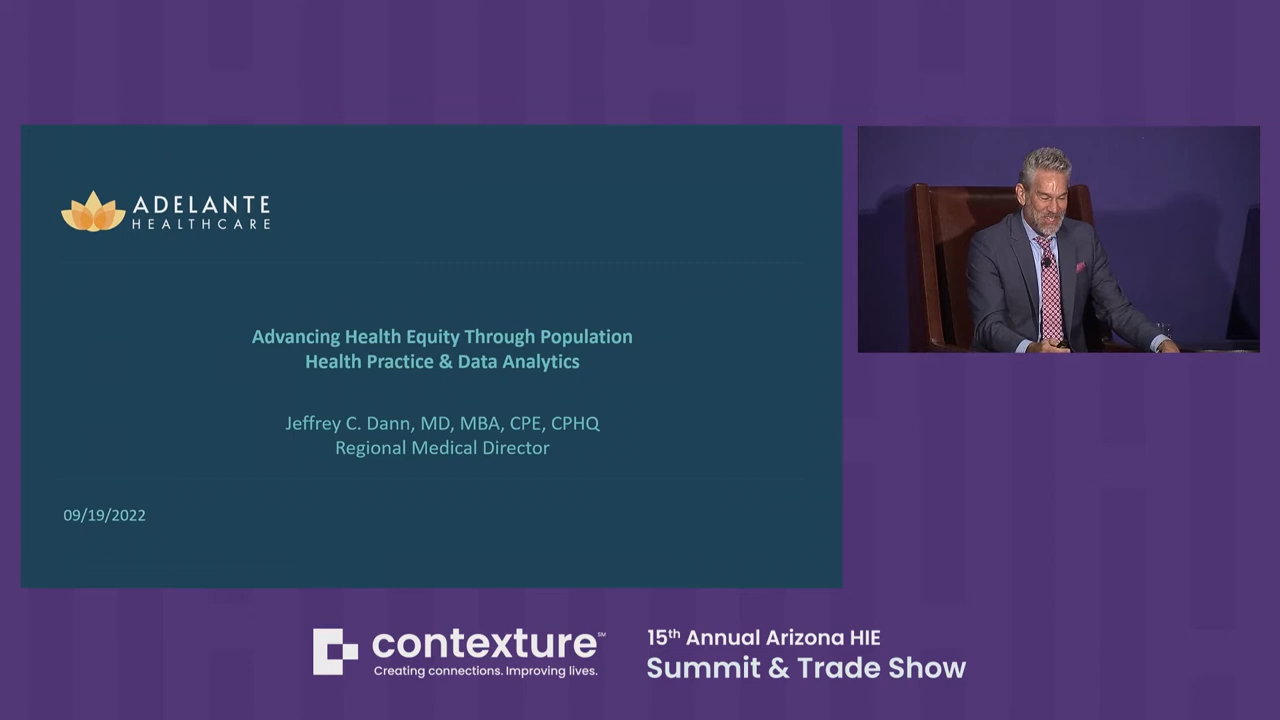 ADELANTE
HEALTHCARE
Advancing Health Equity Through Population
Health Practice & Data Analytics
Jeffrey C. Dann, MD, MBA, CPE, CPHQ
Regional Medical Director
09/19/2022
contexture℠
Creating connections. Improving lives.
15th Annual Arizona HIE
Summit & Trade Show